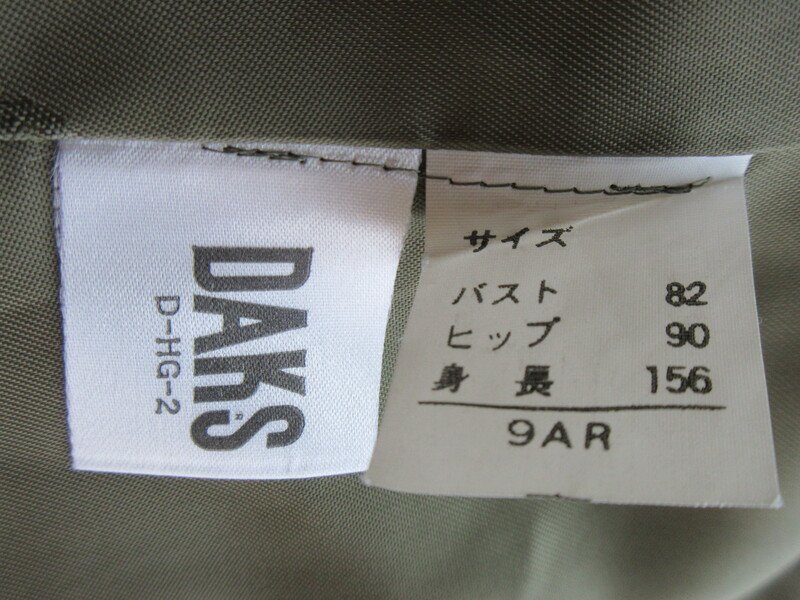 DAKS
D-HG-2
サイズ
バスト 82
ヒップ 90
身長 156
9AR